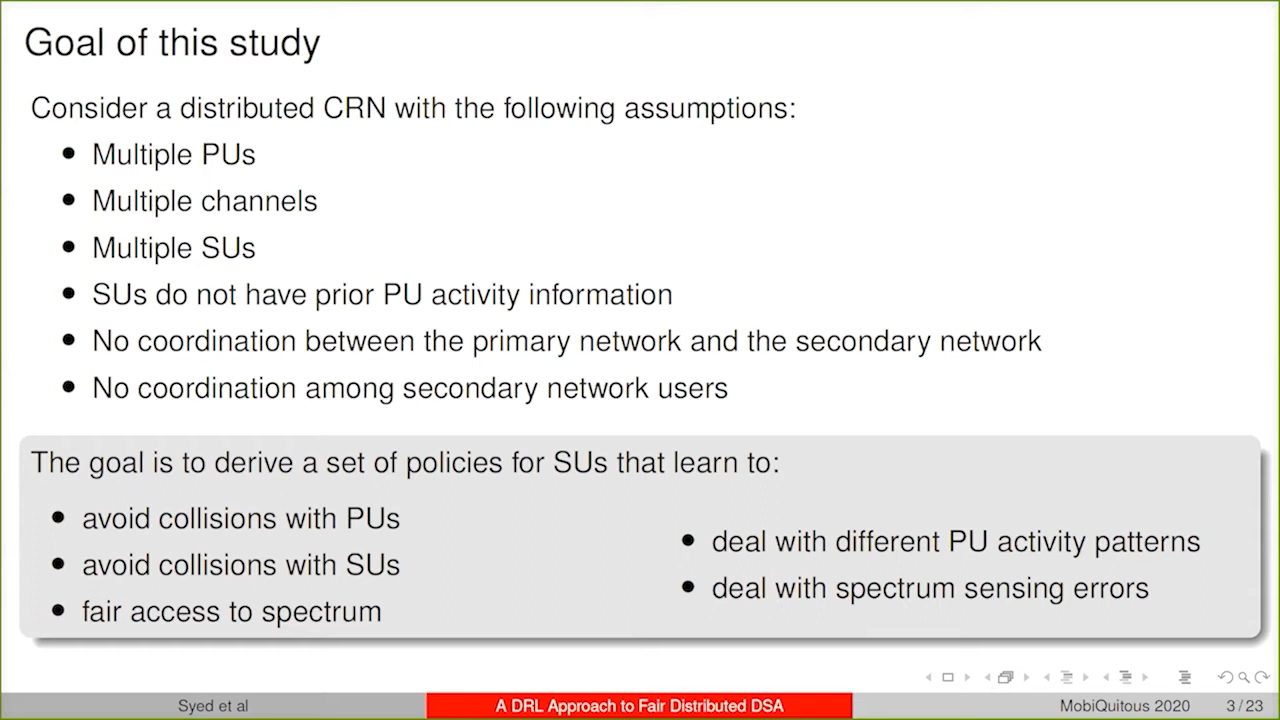 Goal of this study
Consider a distributed CRN with the following assumptions:
• Multiple PUs
• Multiple channels
• Multiple SUs
• SUs do not have prior PU activity information
• No coordination between the primary network and the secondary network
• No coordination among secondary network users
The goal is to derive a set of policies for SUs that learn to:
• avoid collisions with PUs
• avoid collisions with SUs
• fair access to spectrum
• deal with different PU activity patterns
• deal with spectrum sensing errors
Syed et al
A DRL Approach to Fair Distributed DSA
MobiQuitous 2020
3 / 23